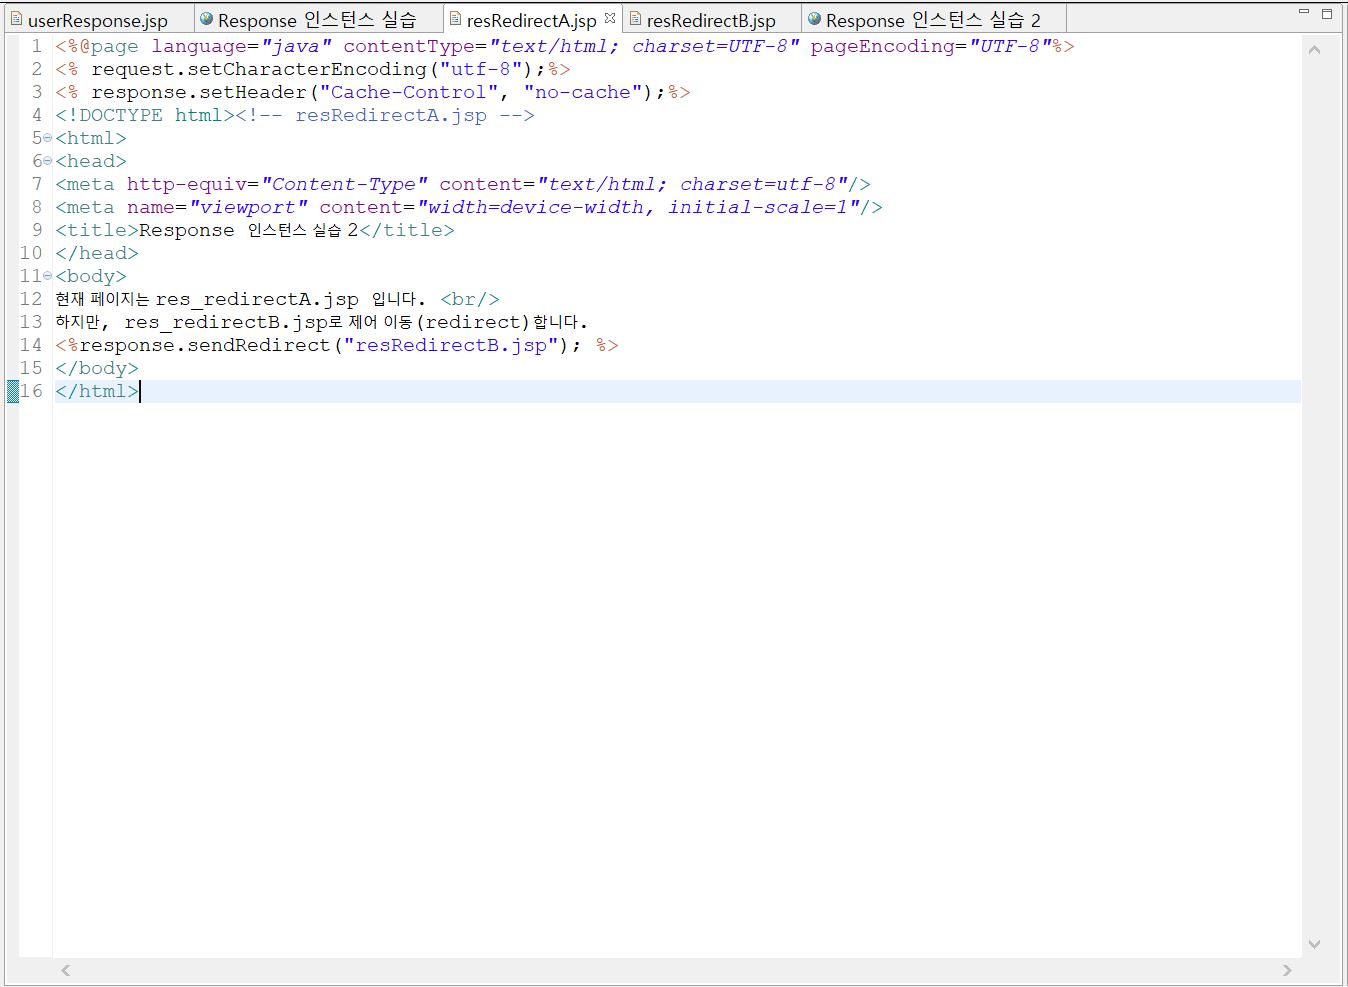 userResponse.jsp Response 인스턴스 실습 resRedirectA.jsp resRedirectB.jsp Response 인스턴스 실습 2
1 <%@page language="java" contentType="text/html; charset=UTF-8" pageEncoding="UTF-8"%>
2 <% request.setCharacterEncoding("utf-8");%>
3 <% response.setHeader("Cache-Control", "no-cache");%>
4 <!DOCTYPE html><!-- resRedirectA.jsp -->
5 <html>
6 <head>
7 <meta http-equiv="Content-Type" content="text/html; charset=utf-8"/>
8 <meta name="viewport" content="width=device-width, initial-scale=1"/>
9 <title>Response 인스턴스 실습 2</title>
10 </head>
11 <body>
12 현재 페이지는 res_redirectA.jsp 입니다. <br/>
13 하지만, res_redirectB.jsp로 제어 이동(redirect)합니다.
14 <%response.sendRedirect("resRedirectB.jsp"); %>
15 </body>
16 </html>